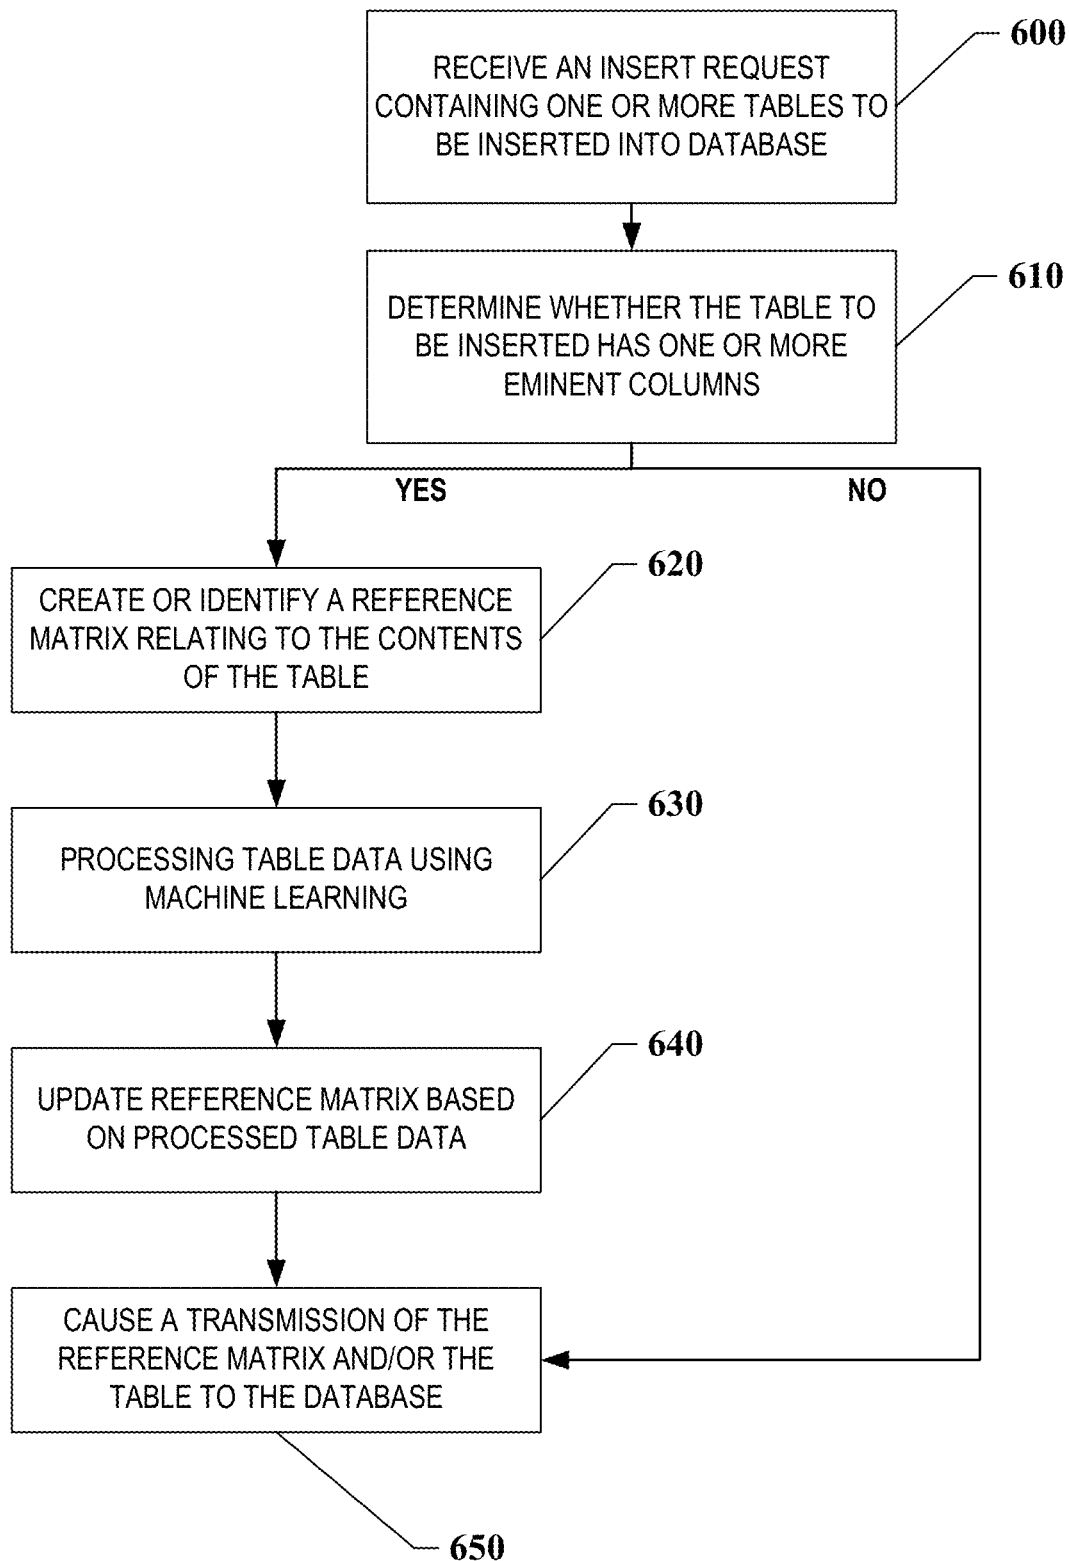 600
RECEIVE AN INSERT REQUEST
CONTAINING ONE OR MORE TABLES TO
BE INSERTED INTO DATABASE
610
DETERMINE WHETHER THE TABLE TO
BE INSERTED HAS ONE OR MORE
EMINENT COLUMNS
YES
NO
620
CREATE OR IDENTIFY A REFERENCE
MATRIX RELATING TO THE CONTENTS
OF THE TABLE
630
PROCESSING TABLE DATA USING
MACHINE LEARNING
640
UPDATE REFERENCE MATRIX BASED
ON PROCESSED TABLE DATA
CAUSE A TRANSMISSION OF THE
REFERENCE MATRIX AND/OR THE
TABLE TO THE DATABASE
650